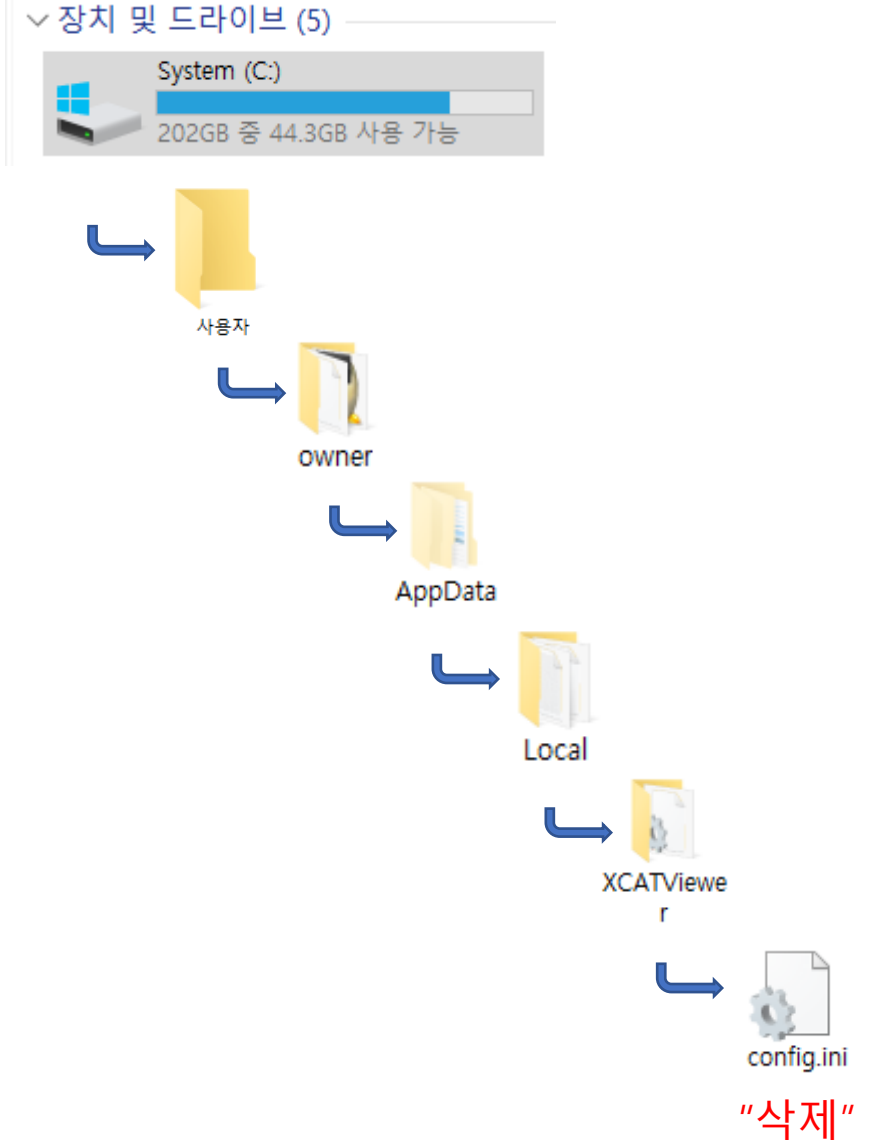 장치 및 드라이브 (5)
System (C:)
202GB 중 44.3GB 사용 가능
사용자
owner
AppData
Local
XCATViewe
r
config.ini
"삭제"